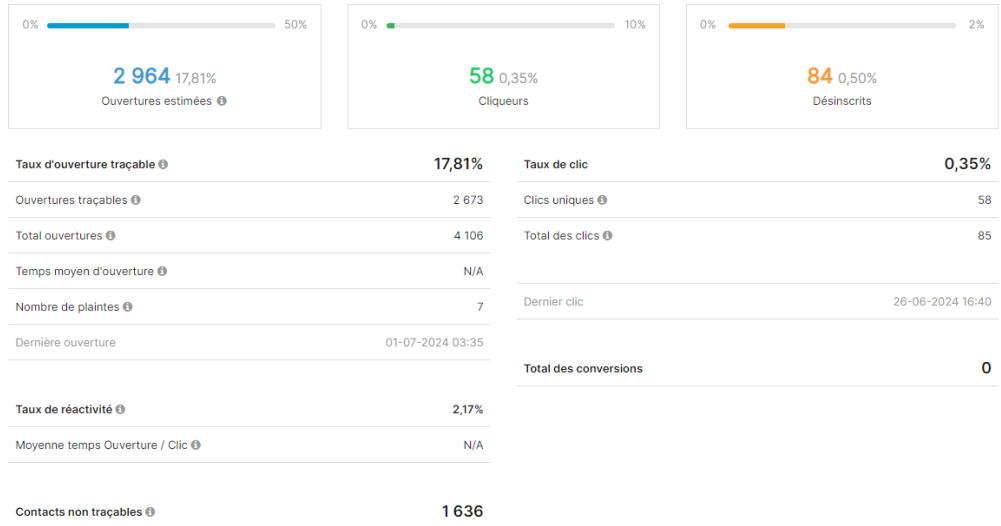 0% 50%
2 964 17,81%
Ouvertures estimées
0% 10%
58 0,35%
Cliqueurs
0% 2%
84 0,50%
Désinscrits
Taux d'ouverture traçable 17,81%
Ouvertures traçables 2 673
Total ouvertures 4 106
Temps moyen d'ouverture N/A
Nombre de plaintes 7
Dernière ouverture 01-07-2024 03:35
Taux de réactivité 2,17%
Moyenne temps Ouverture / Clic N/A
Contacts non traçables 1 636
Taux de clic 0,35%
Clics uniques 58
Total des clics 85
Dernier clic 26-06-2024 16:40
Total des conversions 0